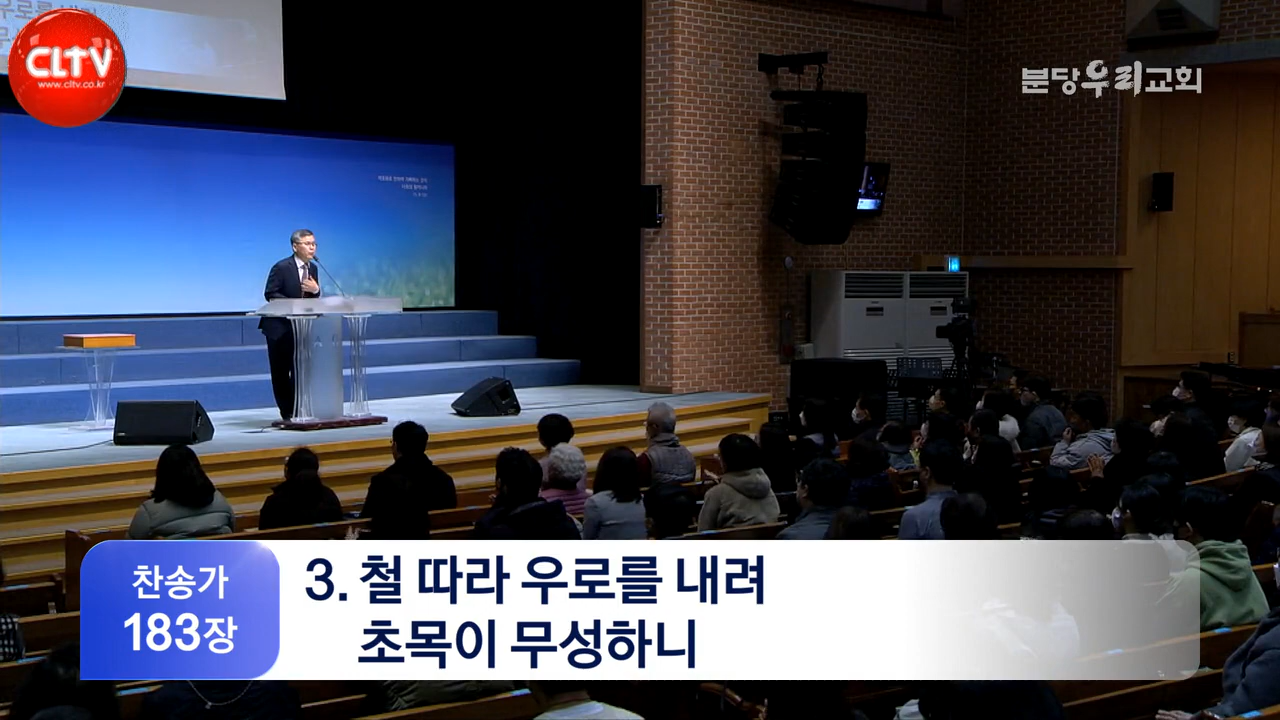 CLTV
www.cltv.co.kr
분당우리교회
찬송가
183장
3. 철 따라 우로를 내려
초목이 무성하니